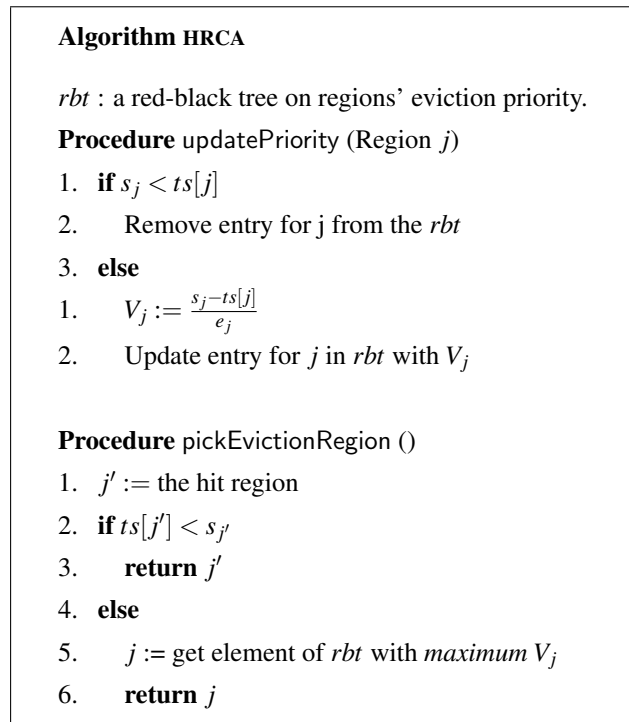 Algorithm HRCA
rbt : a red-black tree on regions' eviction priority.
Procedure updatePriority (Region j)
1. if s_j < ts[j]
2. Remove entry for j from the rbt
3. else
1. V_j := \frac{s_j - ts[j]}{e_j}
2. Update entry for j in rbt with V_j
Procedure pickEvictionRegion ()
1. j′ := the hit region
2. if ts[j′] < s_{j′}
3. return j′
4. else
5. j := get element of rbt with maximum V_j
6. return j